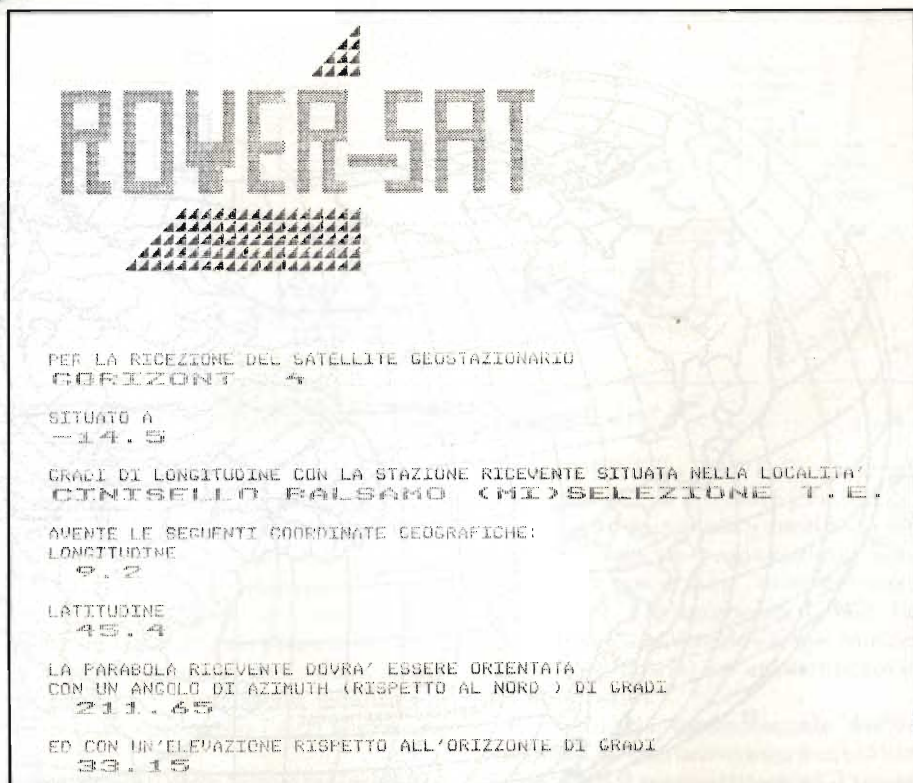 ROVER-SAT
PER LA RICEZIONE DEL SATELLITE GEOSTAZIONARIO
GORIZONT 4
SITUATO A
-14.5
GRADI DI LONGITUDINE CON LA STAZIONE RICEVENTE SITUATA NELLA LOCALITA'
CINISELLO BALSAMO (MI)SELEZIONE T.E.
AVENTE LE SEGUENTI COORDINATE GEOGRAFICHE:
LONGITUDINE
9.2
LATITUDINE
45.4
LA PARABOLA RICEVENTE DOVRA' ESSERE ORIENTATA
CON UN ANGOLO DI AZIMUTH (RISPETTO AL NORD ) DI GRADI
211.65
ED CON UN'ELEVAZIONE RISPETTO ALL'ORIZZONTE DI GRADI
33.15